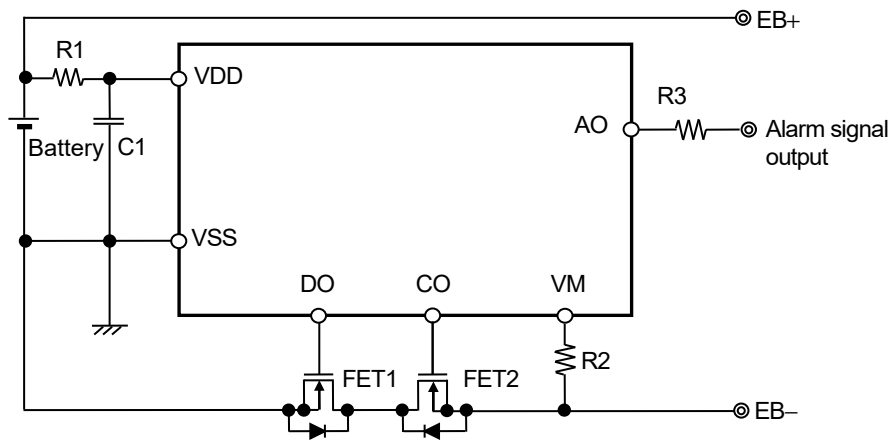 EB+
R1
VDD
R3
AO
Alarm signal
output
Battery
C1
VSS
DO
CO
VM
R2
FET1
FET2
EB−